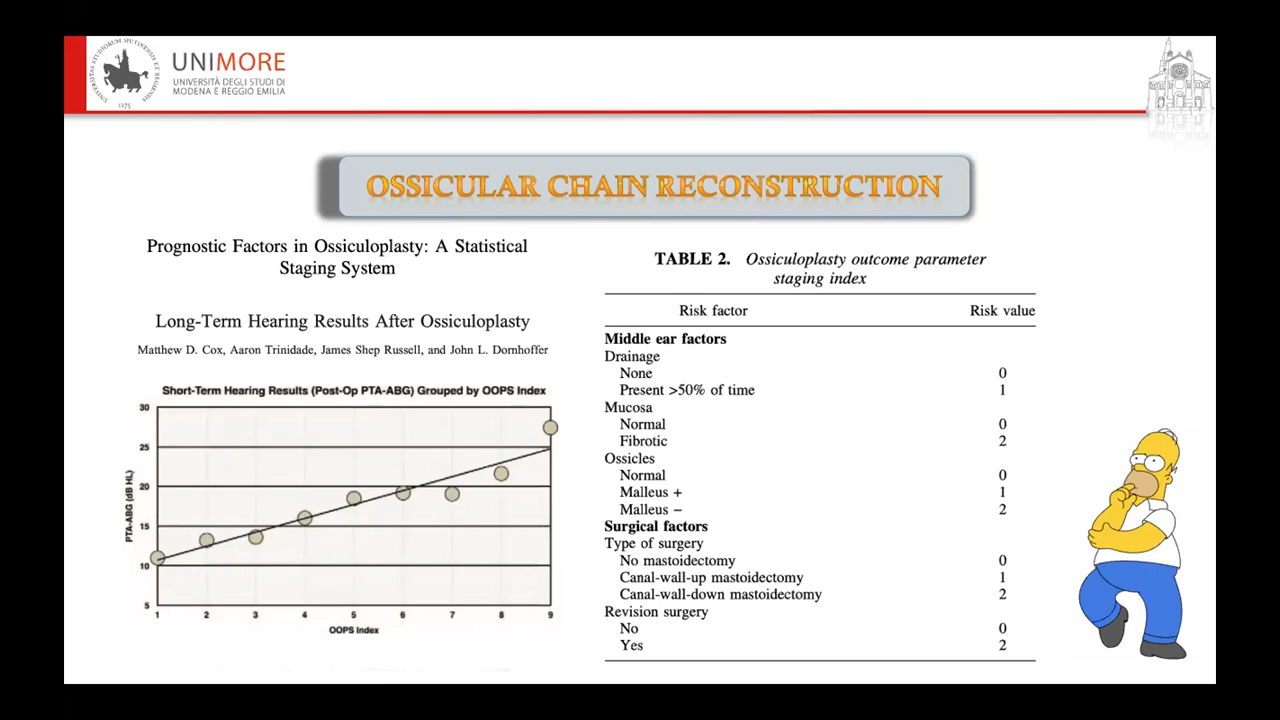 UNIMORE
UNIVERSITÀ DEGLI STUDI DI
MODENA E REGGIO EMILIA
1175
OSSICULAR CHAIN RECONSTRUCTION
Prognostic Factors in Ossiculoplasty: A Statistical
Staging System
Long-Term Hearing Results After Ossiculoplasty
Matthew D. Cox, Aaron Trinidade, James Shep Russell, and John L. Dornhoffer
Short-Term Hearing Results (Post-Op PTA-ABG) Grouped by OOPS Index
PTA-ABG (dB HL)
30
25
20
15
10
5
1 2 3 4 5 6 7 8 9
OOPS Index
TABLE 2. Ossiculoplasty outcome parameter
staging index
Risk factor Risk value
Middle ear factors
Drainage
None 0
Present >50% of time 1
Mucosa
Normal 0
Fibrotic 2
Ossicles
Normal 0
Malleus + 1
Malleus − 2
Surgical factors
Type of surgery
No mastoidectomy 0
Canal-wall-up mastoidectomy 1
Canal-wall-down mastoidectomy 2
Revision surgery
No 0
Yes 2